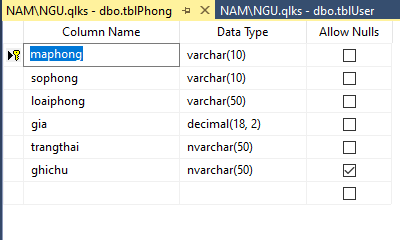 NAM\NGU.qlks - dbo.tblPhong NAM\NGU.qlks - dbo.tblUser
Column Name Data Type Allow Nulls
maphong varchar(10)
sophong varchar(10)
loaiphong varchar(50)
gia decimal(18, 2)
trangthai nvarchar(50)
ghichu nvarchar(50)